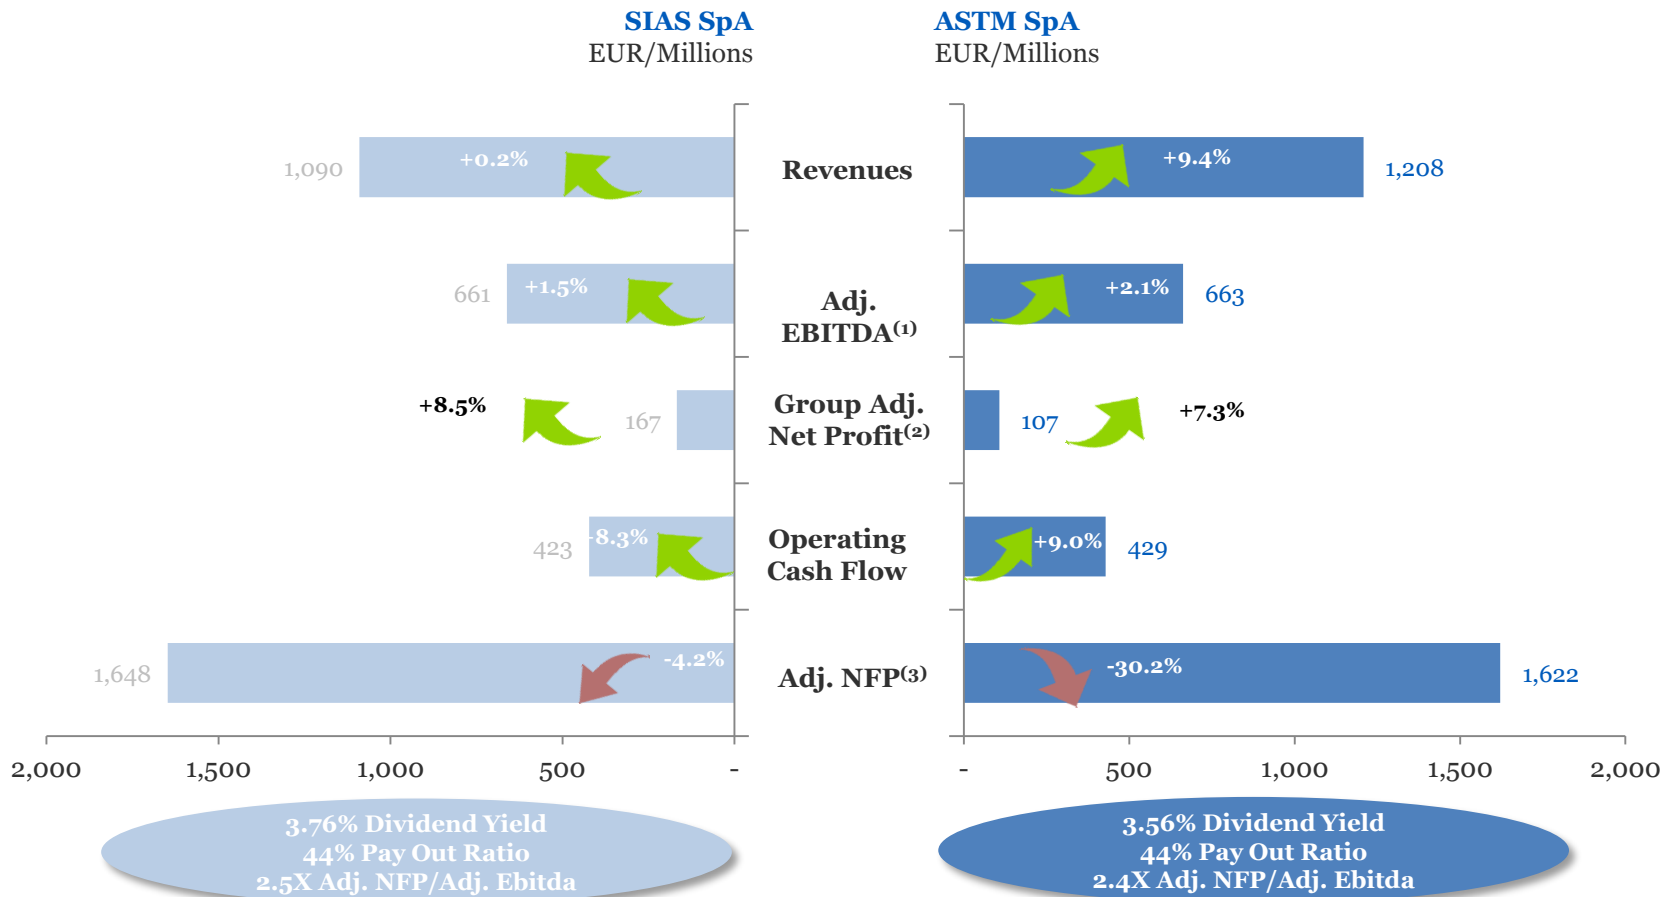 SIAS SpA
EUR/Millions
ASTM SpA
EUR/Millions
1,090
+0.2%
Revenues
+9.4%
1,208
661
+1.5%
Adj.
EBITDA(1)
+2.1%
663
+8.5%
167
Group Adj.
Net Profit(2)
107
+7.3%
423
-8.3%
Operating
Cash Flow
+9.0%
429
1,648
-4.2%
Adj. NFP(3)
-30.2%
1,622
2,000
1,500
1,000
500
-
-
500
1,000
1,500
2,000
3.76% Dividend Yield
44% Pay Out Ratio
2.5X Adj. NFP/Adj. Ebitda
3.56% Dividend Yield
44% Pay Out Ratio
2.4X Adj. NFP/Adj. Ebitda